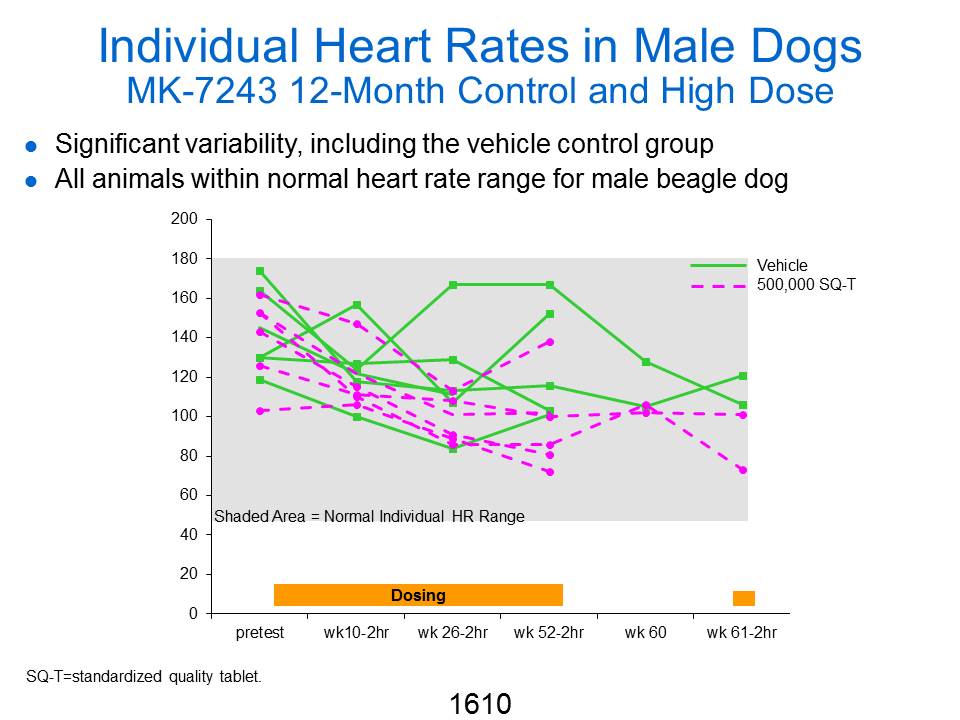 Individual Heart Rates in Male Dogs
MK-7243 12-Month Control and High Dose
● Significant variability, including the vehicle control group
● All animals within normal heart rate range for male beagle dog
200
180
160
140
120
100
80
60
40
20
0
Vehicle
500,000 SQ-T
Shaded Area = Normal Individual HR Range
Dosing
pretest wk10-2hr wk 26-2hr wk 52-2hr wk 60 wk 61-2hr
SQ-T=standardized quality tablet.
1610